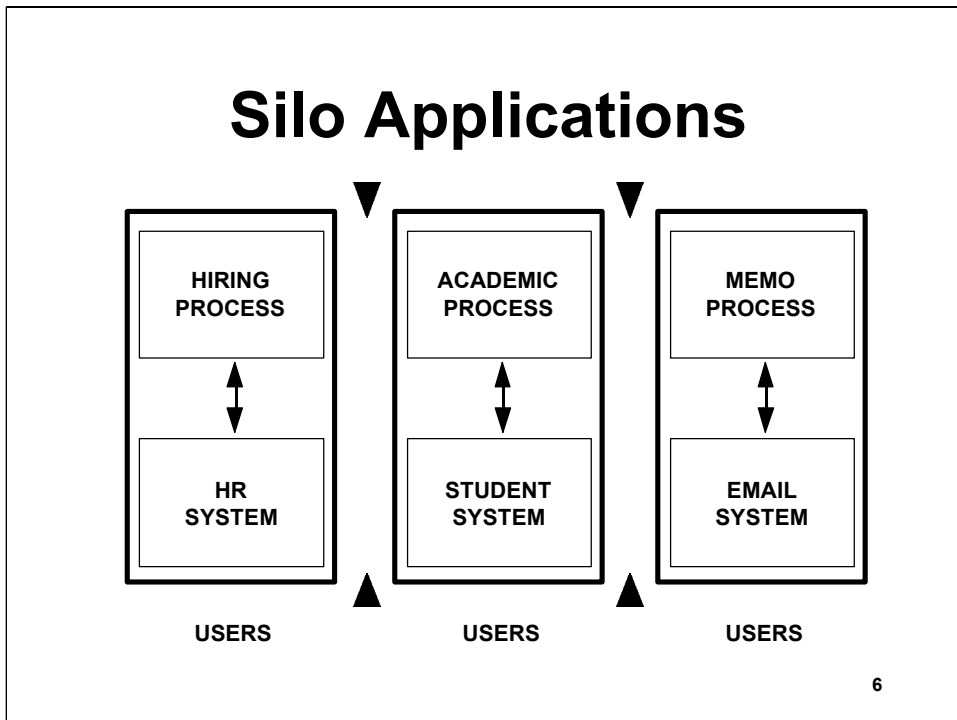 Silo Applications
HIRING
PROCESS
HR
SYSTEM
USERS
ACADEMIC
PROCESS
STUDENT
SYSTEM
USERS
MEMO
PROCESS
EMAIL
SYSTEM
USERS
6